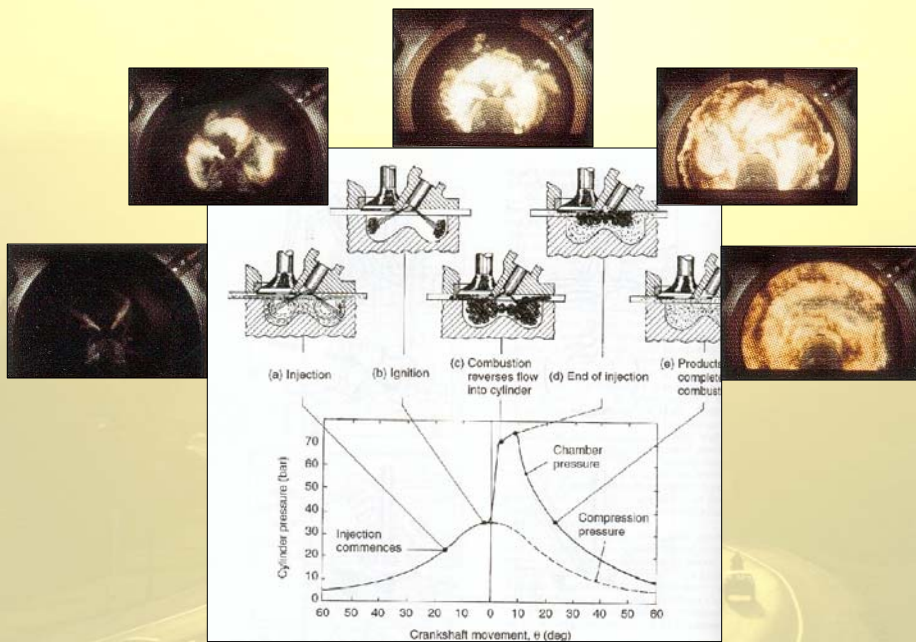 (a) Injection
(b) Ignition
(c) Combustion
reverses flow
into cylinder
(d) End of injection
(e) Products
complete
combust
Cylinder pressure (bar)
70
60
50
40
30
20
10
0
Injection
commences
Chamber
pressure
Compression
pressure
60 50 40 30 20 10 0 10 20 30 40 50 60
Crankshaft movement, θ (deg)